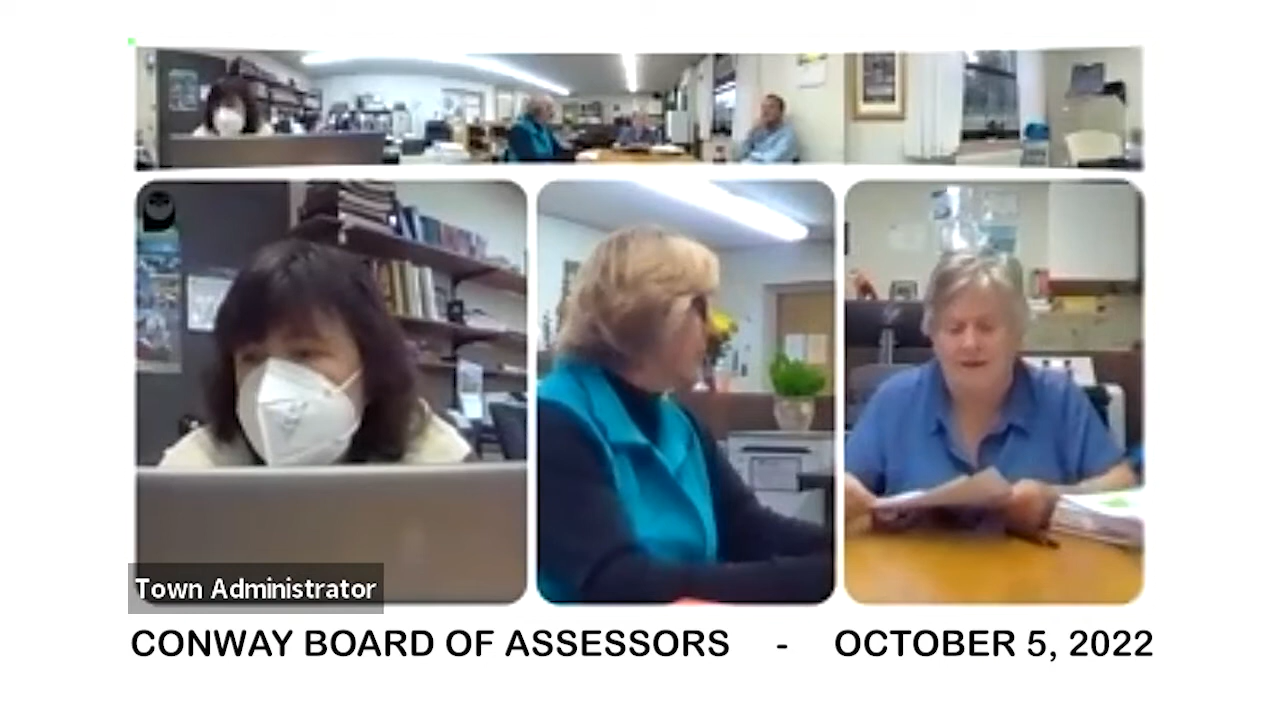 Town Administrator
CONWAY BOARD OF ASSESSORS - OCTOBER 5, 2022